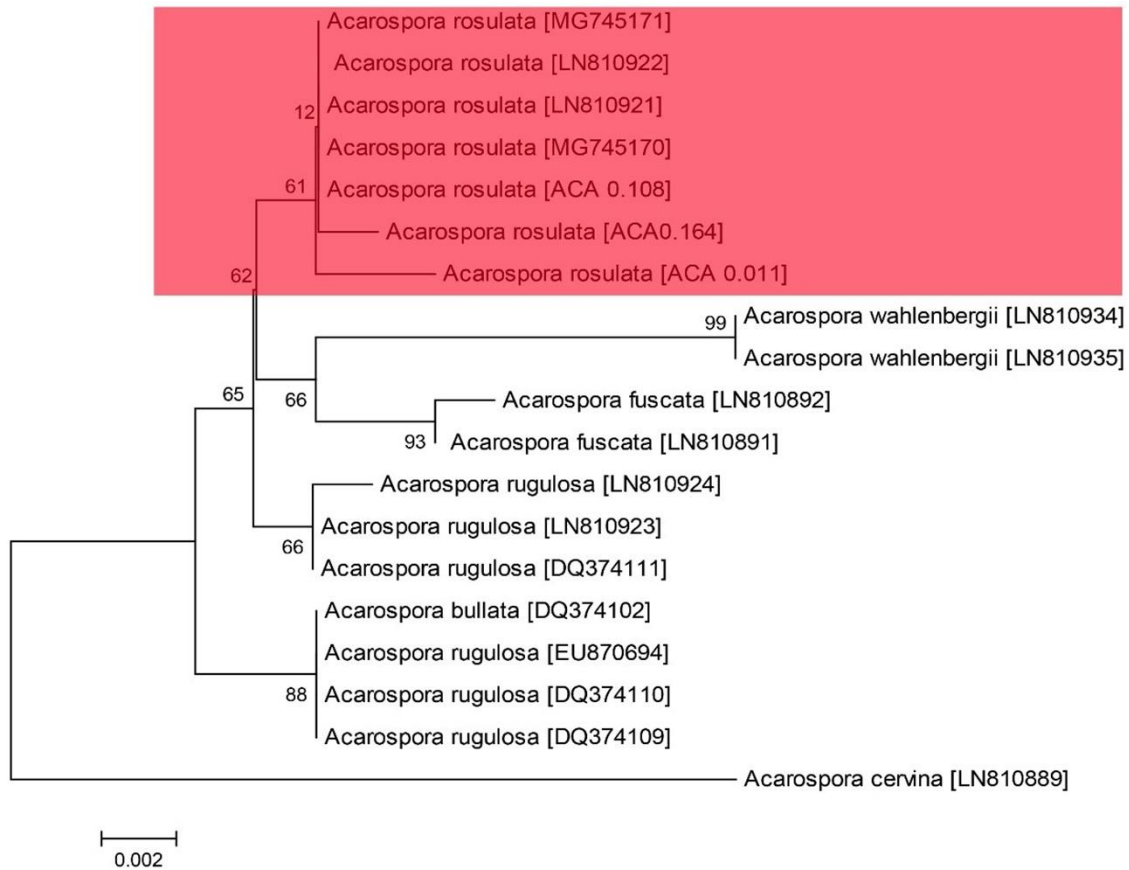 Acarospora rosulata [MG745171]
Acarospora rosulata [LN810922]
12
Acarospora rosulata [LN810921]
Acarospora rosulata [MG745170]
61
Acarospora rosulata [ACA 0.108]
Acarospora rosulata [ACA0.164]
62
Acarospora rosulata [ACA 0.011]
99
Acarospora wahlenbergii [LN810934]
Acarospora wahlenbergii [LN810935]
65
66
Acarospora fuscata [LN810892]
93
Acarospora fuscata [LN810891]
Acarospora rugulosa [LN810924]
Acarospora rugulosa [LN810923]
66
Acarospora rugulosa [DQ374111]
Acarospora bullata [DQ374102]
Acarospora rugulosa [EU870694]
88
Acarospora rugulosa [DQ374110]
Acarospora rugulosa [DQ374109]
Acarospora cervina [LN810889]
0.002